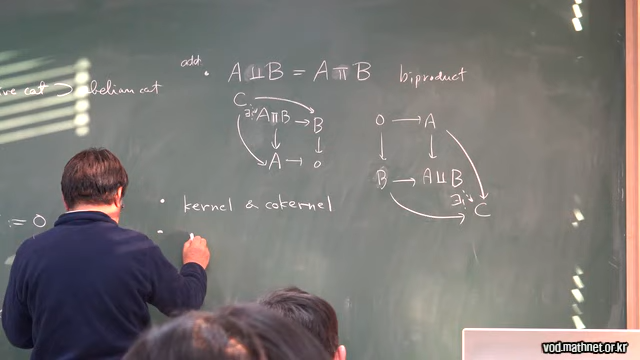 add.
· A ⊔ B = A ⊓ B biproduct
ive cat ⊃ abelian cat
C
∃! A ⊓ B → B
A → 0
0 → A
B → A ⊔ B
∃!
C
· kernel & cokernel
:= 0
·
vod.mathnet.or.kr